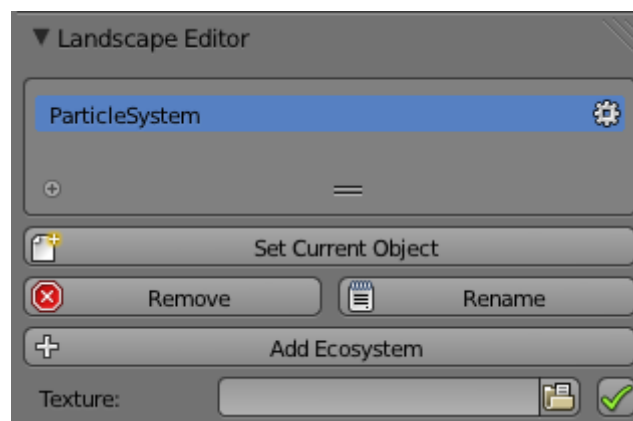 Landscape Editor
ParticleSystem
Set Current Object
Remove Rename
Add Ecosystem
Texture: